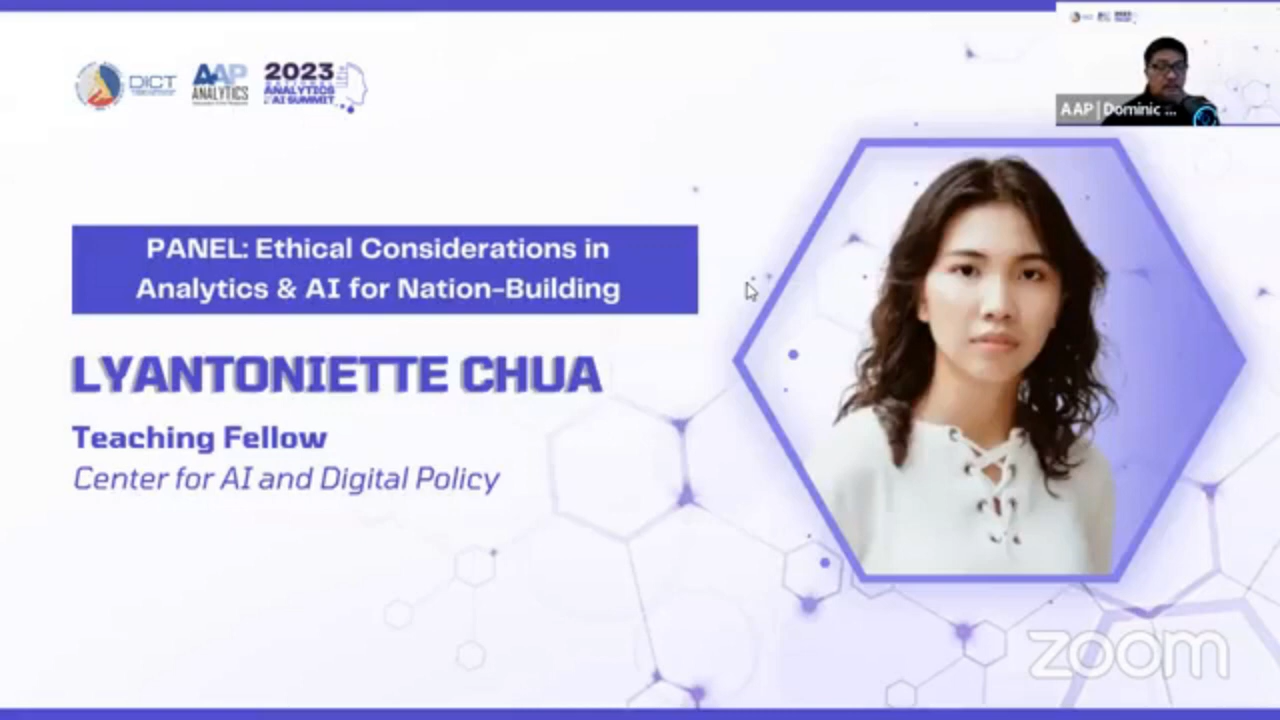 DICT
AAP
ANALYTICS
2023
ANALYTICS
AI SUMMIT
AAP | Dominic ...
PANEL: Ethical Considerations in
Analytics & AI for Nation-Building
LYANTONIETTE CHUA
Teaching Fellow
Center for AI and Digital Policy
zoom